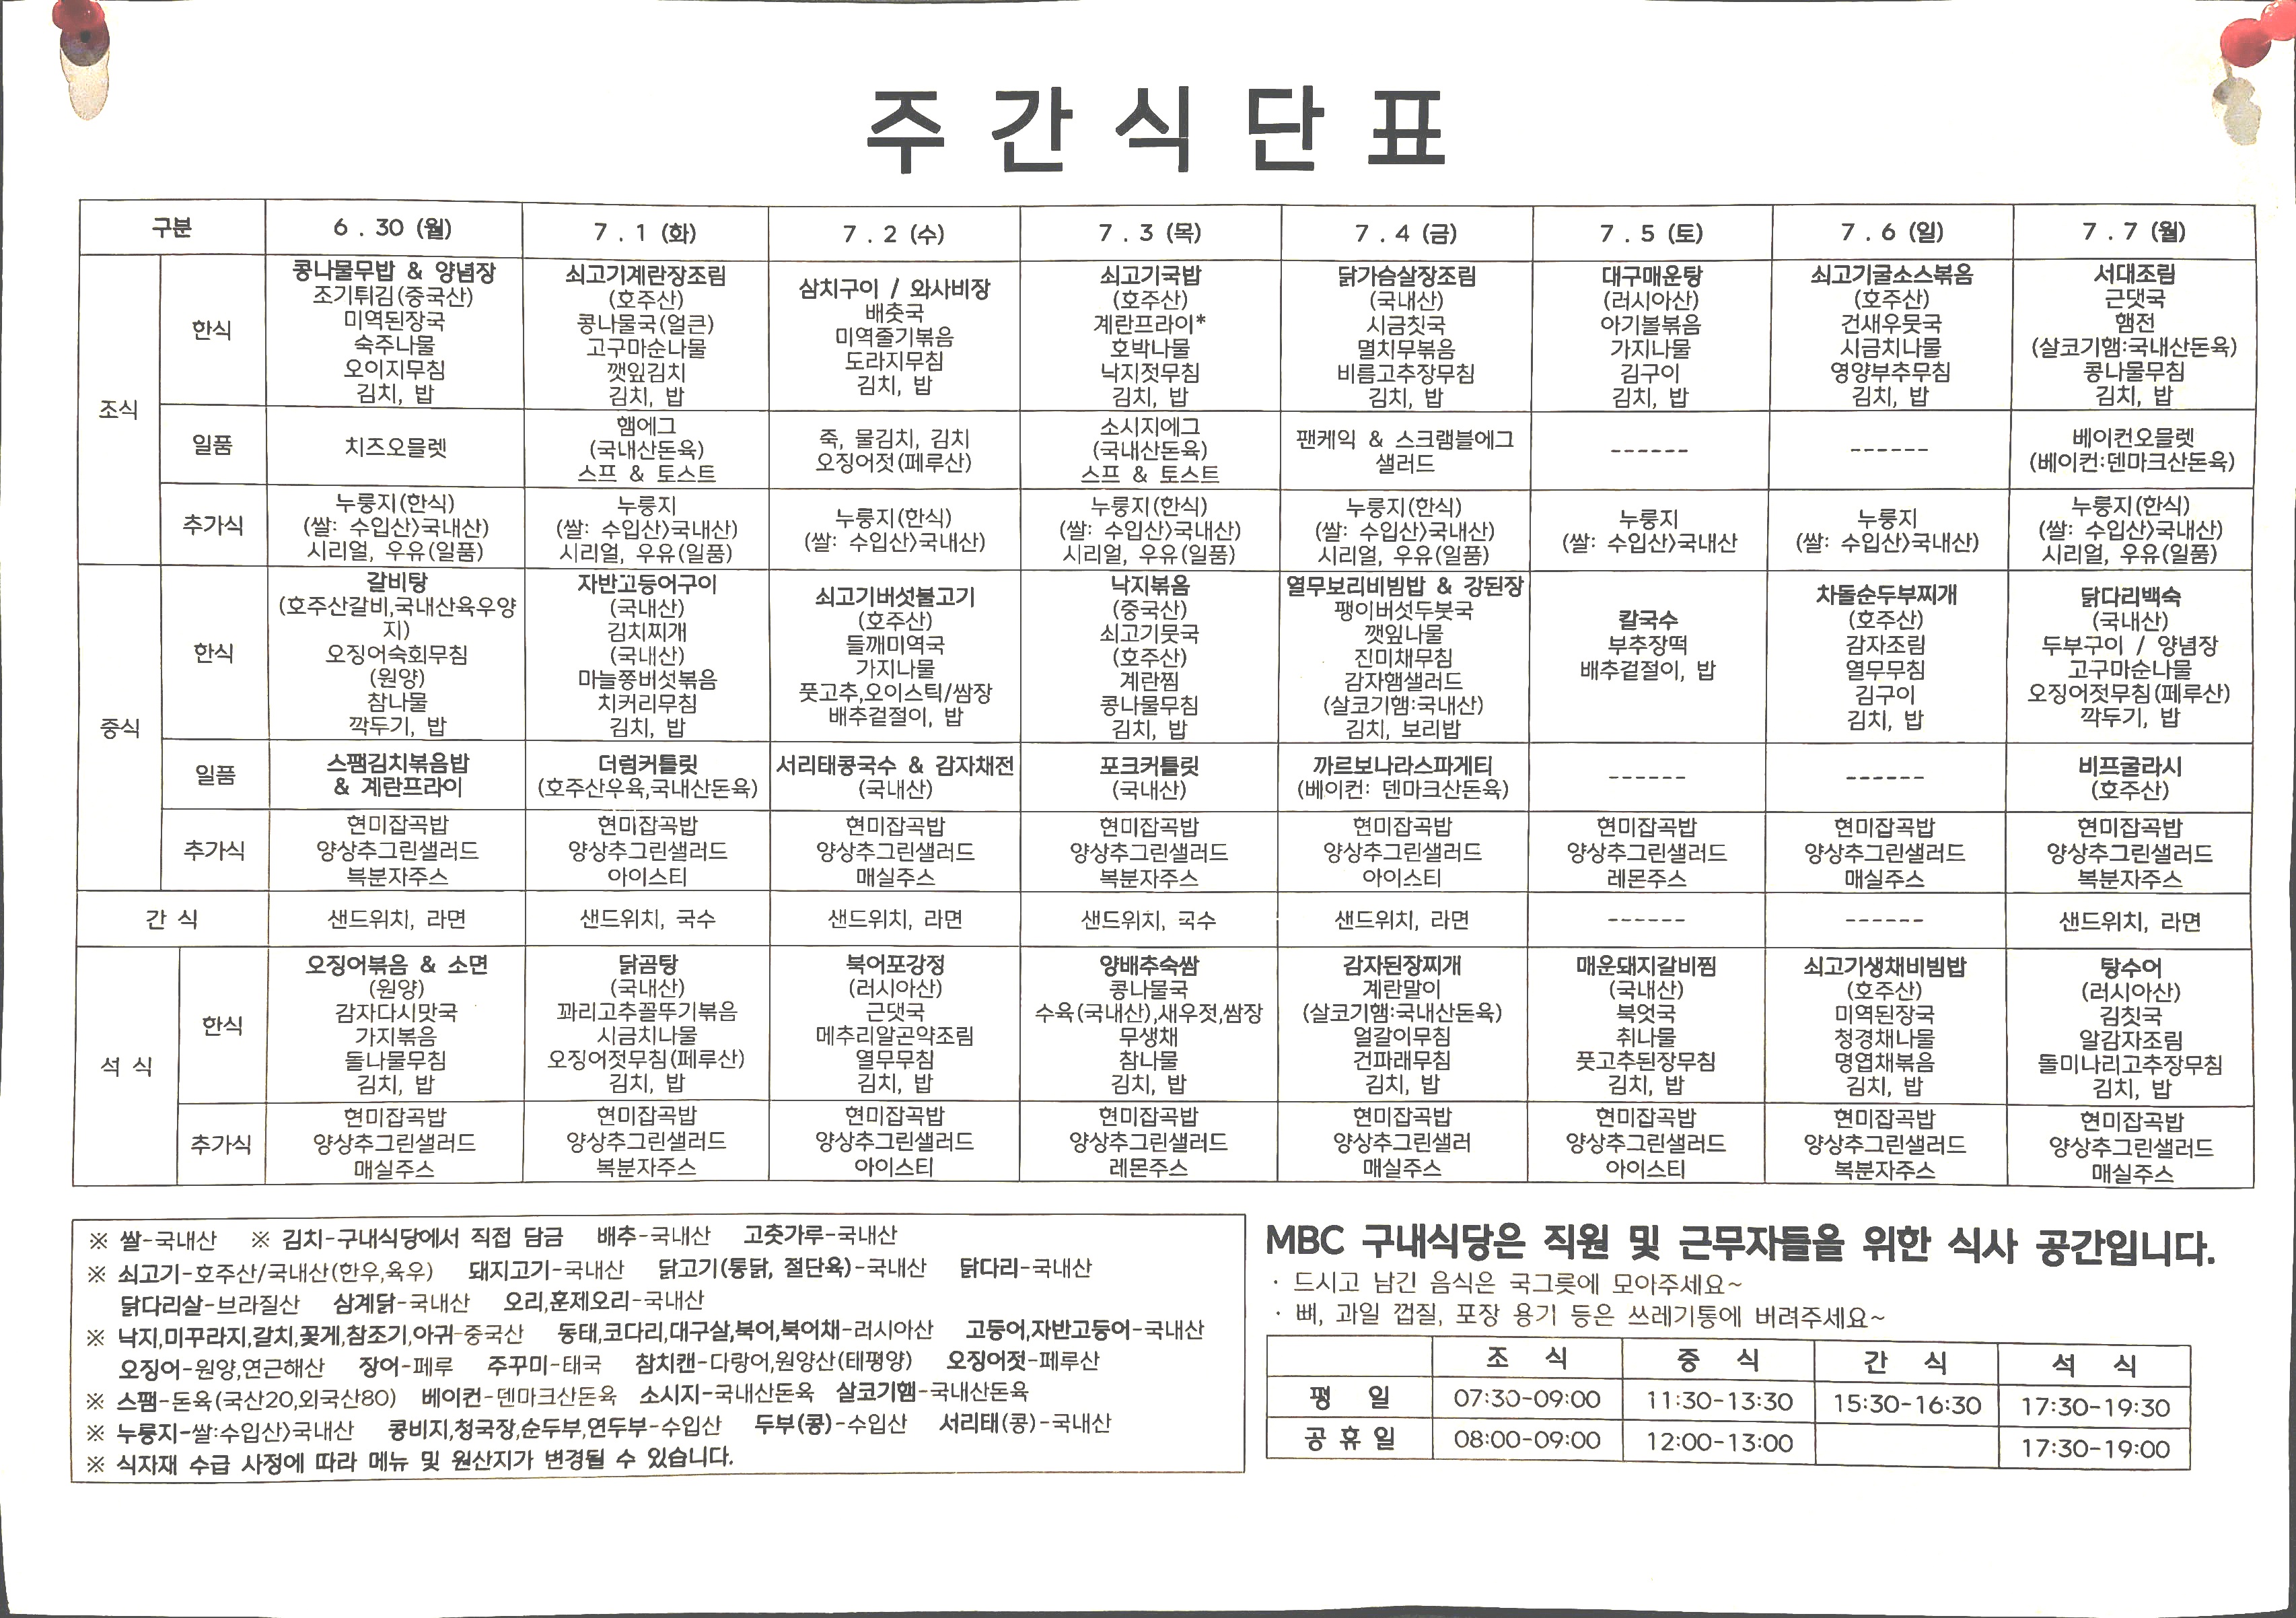 주간식단표
구분 6 . 30 (월) 7 . 1 (화) 7 . 2 (수) 7 . 3 (목) 7 . 4 (금) 7 . 5 (토) 7 . 6 (일) 7 . 7 (월)
조식
한식
콩나물무밥 & 양념장
조기튀김(중국산)
미역된장국
숙주나물
오이지무침
김치, 밥
쇠고기계란장조림
(호주산)
콩나물국(얼큰)
고구마순나물
깻잎김치
김치, 밥
삼치구이 / 와사비장
배춧국
미역줄기볶음
도라지무침
김치, 밥
쇠고기국밥
(호주산)
계란프라이*
호박나물
낙지젓무침
김치, 밥
닭가슴살장조림
(국내산)
시금칫국
멸치무볶음
비름고추장무침
김치, 밥
대구매운탕
(러시아산)
아기볼볶음
가지나물
김구이
김치, 밥
쇠고기굴소스볶음
(호주산)
건새우뭇국
시금치나물
영양부추무침
김치, 밥
서대조림
근댓국
햄전
(살코기햄:국내산돈육)
콩나물무침
김치, 밥
일품
치즈오믈렛
햄에그
(국내산돈육)
스프 & 토스트
죽, 물김치, 김치
오징어젓(페루산)
소시지에그
(국내산돈육)
스프 & 토스트
팬케익 & 스크램블에그
샐러드
------
------
베이컨오믈렛
(베이컨:덴마크산돈육)
추가식
누룽지(한식)
(쌀: 수입산>국내산)
시리얼, 우유(일품)
누룽지
(쌀: 수입산>국내산)
시리얼, 우유(일품)
누룽지(한식)
(쌀: 수입산>국내산)
누룽지(한식)
(쌀: 수입산>국내산)
시리얼, 우유(일품)
누룽지(한식)
(쌀: 수입산>국내산)
시리얼, 우유(일품)
누룽지
(쌀: 수입산>국내산
누룽지
(쌀: 수입산>국내산)
누룽지(한식)
(쌀: 수입산>국내산)
시리얼, 우유(일품)
중식
한식
갈비탕
(호주산갈비,국내산육우양
지)
오징어숙회무침
(원양)
참나물
깍두기, 밥
자반고등어구이
(국내산)
김치찌개
(국내산)
마늘쫑버섯볶음
치커리무침
김치, 밥
쇠고기버섯불고기
(호주산)
들깨미역국
가지나물
풋고추,오이스틱/쌈장
배추겉절이, 밥
낙지볶음
(중국산)
쇠고기뭇국
(호주산)
계란찜
콩나물무침
김치, 밥
열무보리비빔밥 & 강된장
팽이버섯두붓국
깻잎나물
진미채무침
감자햄샐러드
(살코기햄:국내산)
김치, 보리밥
칼국수
부추장떡
배추겉절이, 밥
차돌순두부찌개
(호주산)
감자조림
열무무침
김구이
김치, 밥
닭다리백숙
(국내산)
두부구이 / 양념장
고구마순나물
오징어젓무침(페루산)
깍두기, 밥
일품
스팸김치볶음밥
& 계란프라이
더럼커틀릿
(호주산우육,국내산돈육)
서리태콩국수 & 감자채전
(국내산)
포크커틀릿
(국내산)
까르보나라스파게티
(베이컨: 덴마크산돈육)
------
------
비프굴라시
(호주산)
추가식
현미잡곡밥
양상추그린샐러드
복분자주스
현미잡곡밥
양상추그린샐러드
아이스티
현미잡곡밥
양상추그린샐러드
매실주스
현미잡곡밥
양상추그린샐러드
복분자주스
현미잡곡밥
양상추그린샐러드
아이스티
현미잡곡밥
양상추그린샐러드
레몬주스
현미잡곡밥
양상추그린샐러드
매실주스
현미잡곡밥
양상추그린샐러드
복분자주스
간 식 샌드위치, 라면 샌드위치, 국수 샌드위치, 라면 샌드위치, 국수 샌드위치, 라면 ------ ------ 샌드위치, 라면
석 식
한식
오징어볶음 & 소면
(원양)
감자다시맛국
가지볶음
돌나물무침
김치, 밥
닭곰탕
(국내산)
꽈리고추꼴뚜기볶음
시금치나물
오징어젓무침(페루산)
김치, 밥
북어포강정
(러시아산)
근댓국
메추리알곤약조림
열무무침
김치, 밥
양배추숙쌈
콩나물국
수육(국내산),새우젓,쌈장
무생채
참나물
김치, 밥
감자된장찌개
계란말이
(살코기햄:국내산돈육)
얼갈이무침
건파래무침
김치, 밥
매운돼지갈비찜
(국내산)
북엇국
취나물
풋고추된장무침
김치, 밥
쇠고기생채비빔밥
(호주산)
미역된장국
청경채나물
명엽채볶음
김치, 밥
탕수어
(러시아산)
김칫국
알감자조림
돌미나리고추장무침
김치, 밥
추가식
현미잡곡밥
양상추그린샐러드
매실주스
현미잡곡밥
양상추그린샐러드
복분자주스
현미잡곡밥
양상추그린샐러드
아이스티
현미잡곡밥
양상추그린샐러드
레몬주스
현미잡곡밥
양상추그린샐러
매실주스
현미잡곡밥
양상추그린샐러드
아이스티
현미잡곡밥
양상추그린샐러드
복분자주스
현미잡곡밥
양상추그린샐러드
매실주스
※ 쌀-국내산 ※ 김치-구내식당에서 직접 담금 배추-국내산 고춧가루-국내산
※ 쇠고기-호주산/국내산(한우,육우) 돼지고기-국내산 닭고기(통닭, 절단육)-국내산 닭다리-국내산
닭다리살-브라질산 삼계닭-국내산 오리,훈제오리-국내산
※ 낙지,미꾸라지,갈치,꽃게,참조기,아귀-중국산 동태,코다리,대구살,북어,북어채-러시아산 고등어,자반고등어-국내산
오징어-원양,연근해산 장어-페루 주꾸미-태국 참치캔-다랑어,원양산(태평양) 오징어젓-페루산
※ 스팸-돈육(국산20,외국산80) 베이컨-덴마크산돈육 소시지-국내산돈육 살코기햄-국내산돈육
※ 누룽지-쌀:수입산>국내산 콩비지,청국장,순두부,연두부-수입산 두부(콩)-수입산 서리태(콩)-국내산
※ 식자재 수급 사정에 따라 메뉴 및 원산지가 변경될 수 있습니다.
MBC 구내식당은 직원 및 근무자들을 위한 식사 공간입니다.
· 드시고 남긴 음식은 국그릇에 모아주세요~
· 뼈, 과일 껍질, 포장 용기 등은 쓰레기통에 버려주세요~
조 식 중 식 간 식 석 식
평 일 07:30-09:00 11:30-13:30 15:30-16:30 17:30-19:30
공 휴 일 08:00-09:00 12:00-13:00 17:30-19:00